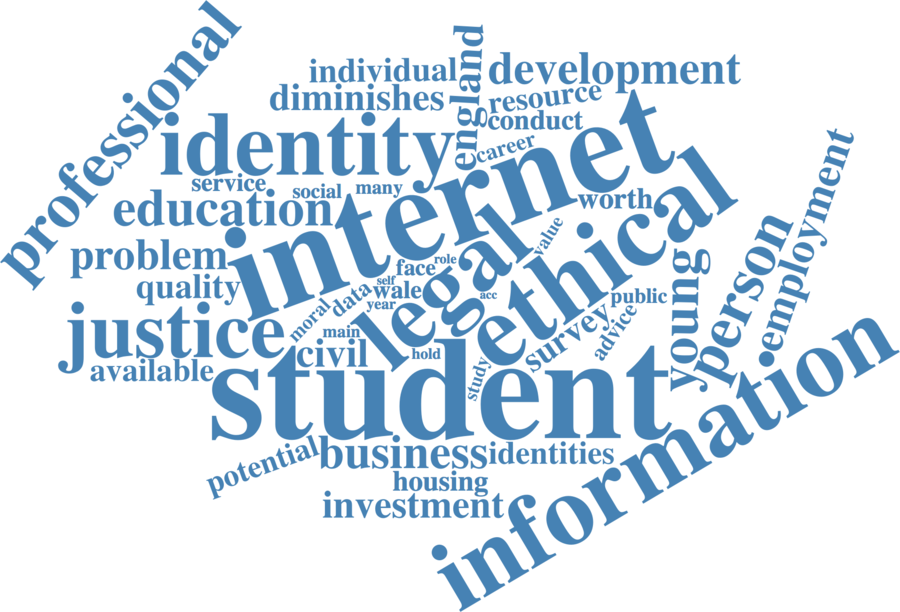 professional
individual
england
development
diminishes
resource
conduct
identity
career
internet
service
social
many
worth
employment
education
ethical
value
problem
legal
face
role
person
quality
self
wale
data
acc
public
young
year
moral
justice
main
survey
advice
civil
hold
available
study
student
information
potential
business
identities
housing
investment